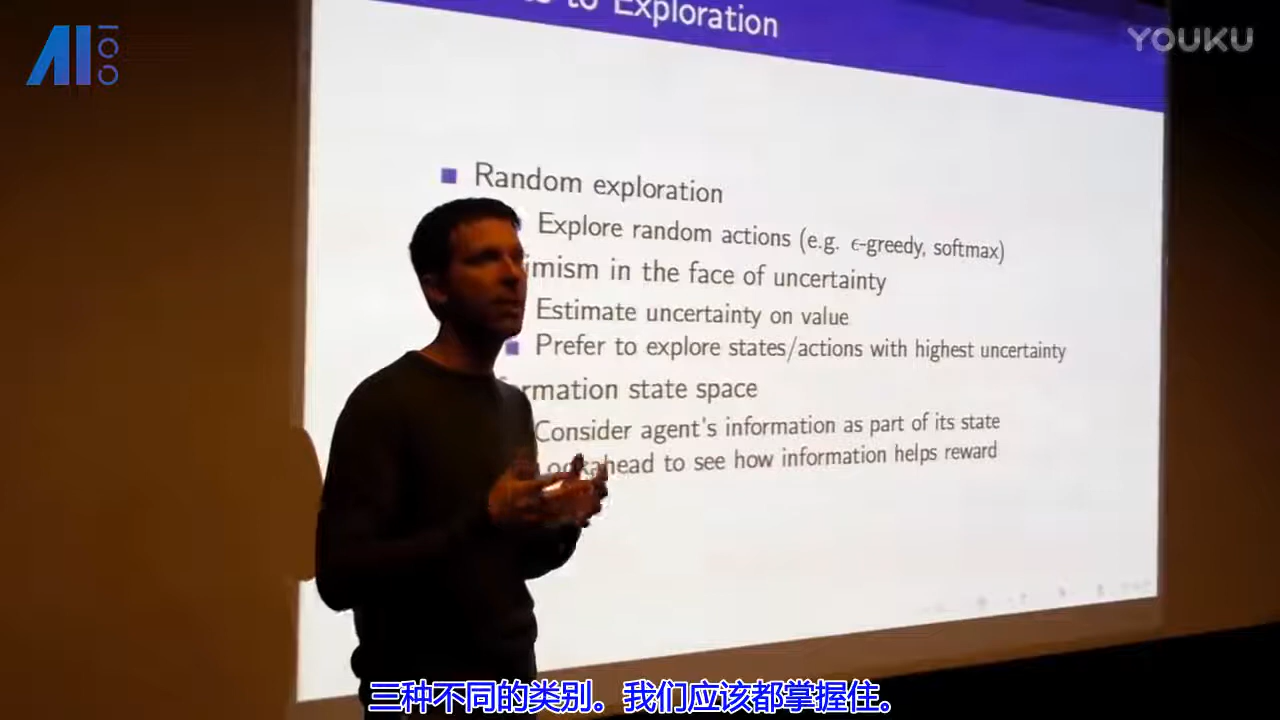 AI
100
YOUKU
to Exploration
Random exploration
Explore random actions (e.g. ϵ-greedy, softmax)
imism in the face of uncertainty
Estimate uncertainty on value
Prefer to explore states/actions with highest uncertainty
rmation state space
Consider agent's information as part of its state
ahead to see how information helps reward
三种不同的类别。我们应该都掌握住。